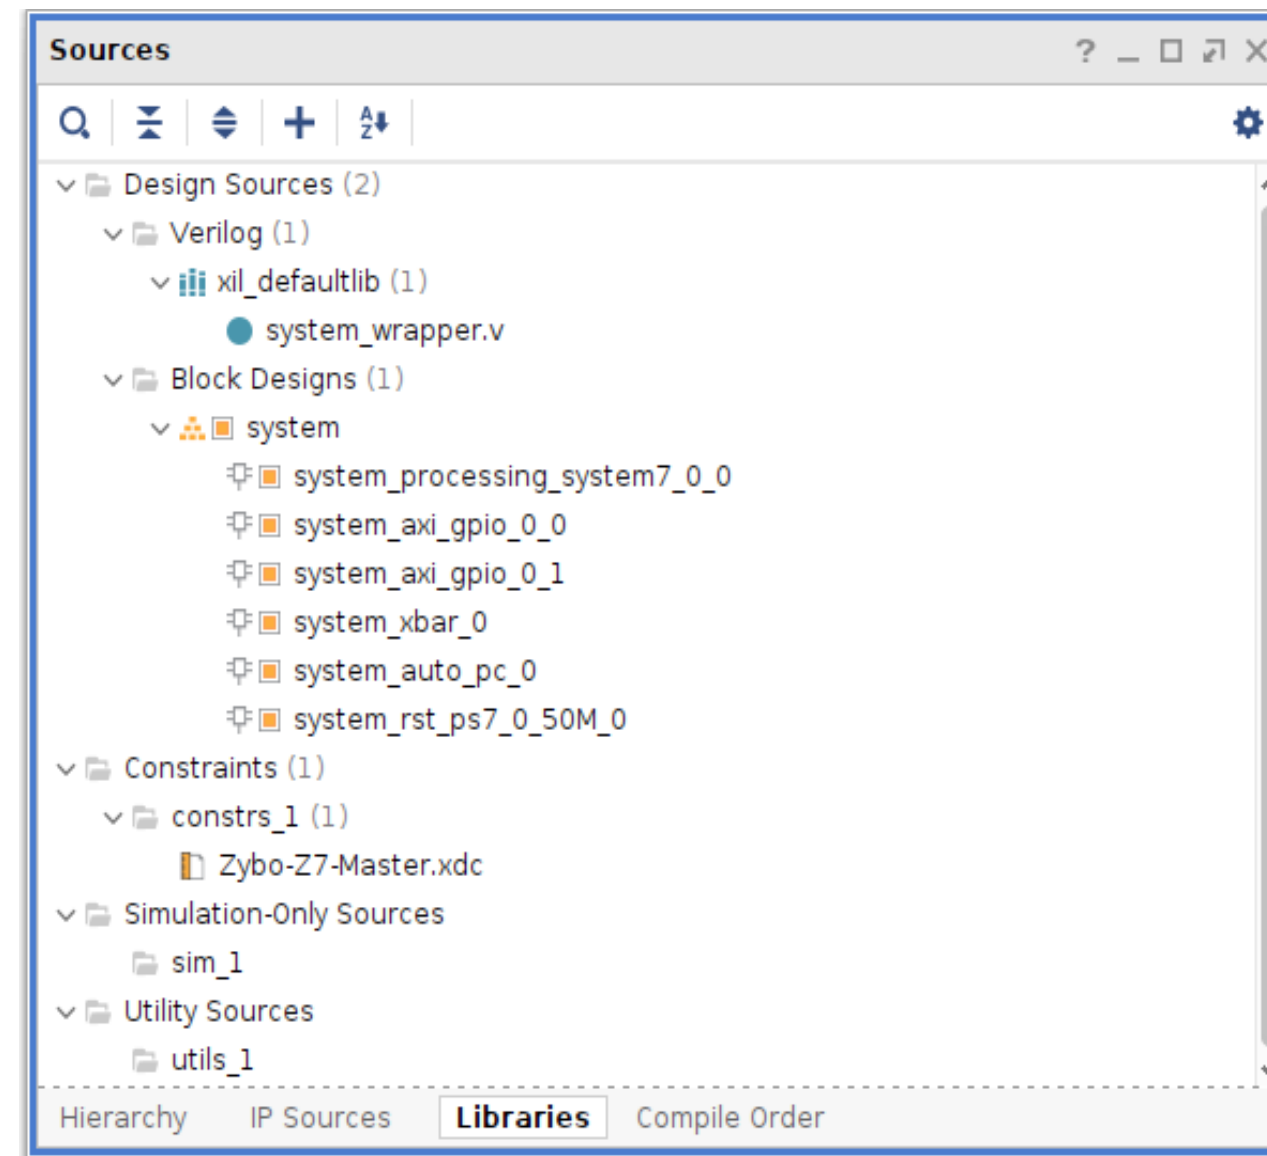 Sources
Design Sources (2)
Verilog (1)
xil_defaultlib (1)
system_wrapper.v
Block Designs (1)
system
system_processing_system7_0_0
system_axi_gpio_0_0
system_axi_gpio_0_1
system_xbar_0
system_auto_pc_0
system_rst_ps7_0_50M_0
Constraints (1)
constrs_1 (1)
Zybo-Z7-Master.xdc
Simulation-Only Sources
sim_1
Utility Sources
utils_1
Hierarchy IP Sources Libraries Compile Order